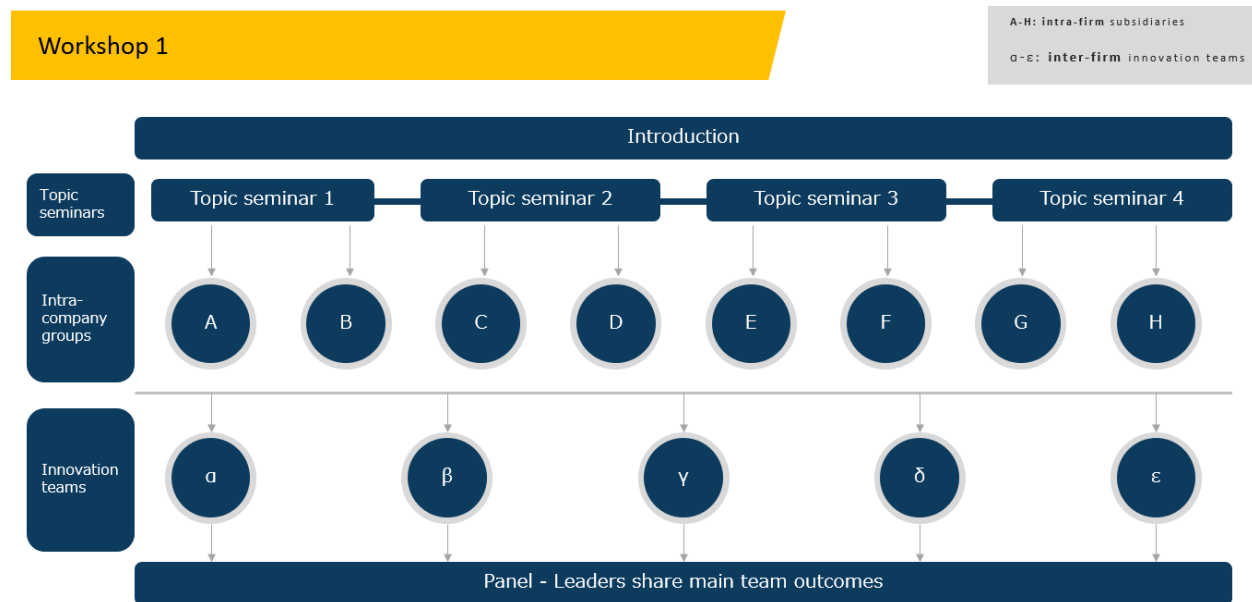 Workshop 1
A-H: intra-firm subsidiaries
α-ε: inter-firm innovation teams
Introduction
Topic
seminars
Topic seminar 1
Topic seminar 2
Topic seminar 3
Topic seminar 4
Intra-
company
groups
A
B
C
D
E
F
G
H
Innovation
teams
α
β
γ
δ
ε
Panel - Leaders share main team outcomes